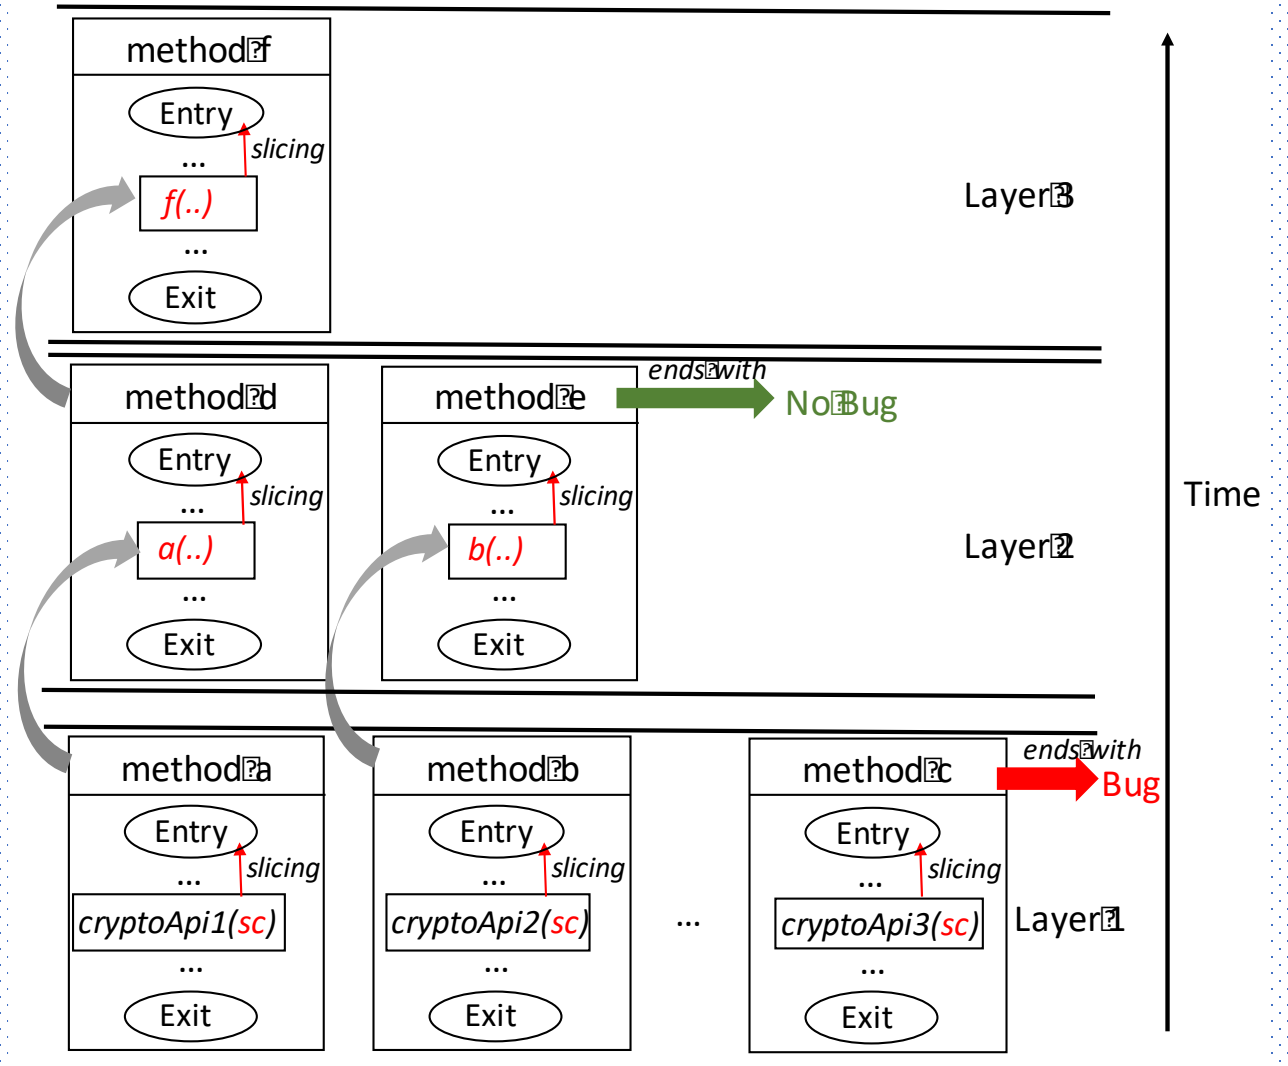 method f
Entry
slicing
...
f(..)
...
Exit
Layer 3
method d
Entry
slicing
...
a(..)
...
Exit
method e
ends with
No Bug
Entry
slicing
...
b(..)
...
Exit
Layer 2
Time
method a
Entry
slicing
...
cryptoApi1(sc)
...
Exit
method b
Entry
slicing
...
cryptoApi2(sc)
...
Exit
...
method c
ends with
Bug
Entry
slicing
...
cryptoApi3(sc)
...
Exit
Layer 1